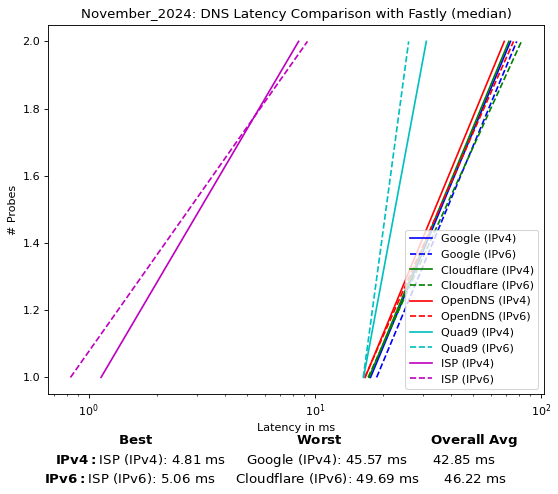 November_2024: DNS Latency Comparison with Fastly (median)
# Probes
2.0
1.8
1.6
1.4
1.2
1.0
Google (IPv4)
Google (IPv6)
Cloudflare (IPv4)
Cloudflare (IPv6)
OpenDNS (IPv4)
OpenDNS (IPv6)
Quad9 (IPv4)
Quad9 (IPv6)
ISP (IPv4)
ISP (IPv6)
10⁰ 10¹ 10²
Latency in ms
Best Worst Overall Avg
IPv4: ISP (IPv4): 4.81 ms Google (IPv4): 45.57 ms 42.85 ms
IPv6: ISP (IPv6): 5.06 ms Cloudflare (IPv6): 49.69 ms 46.22 ms